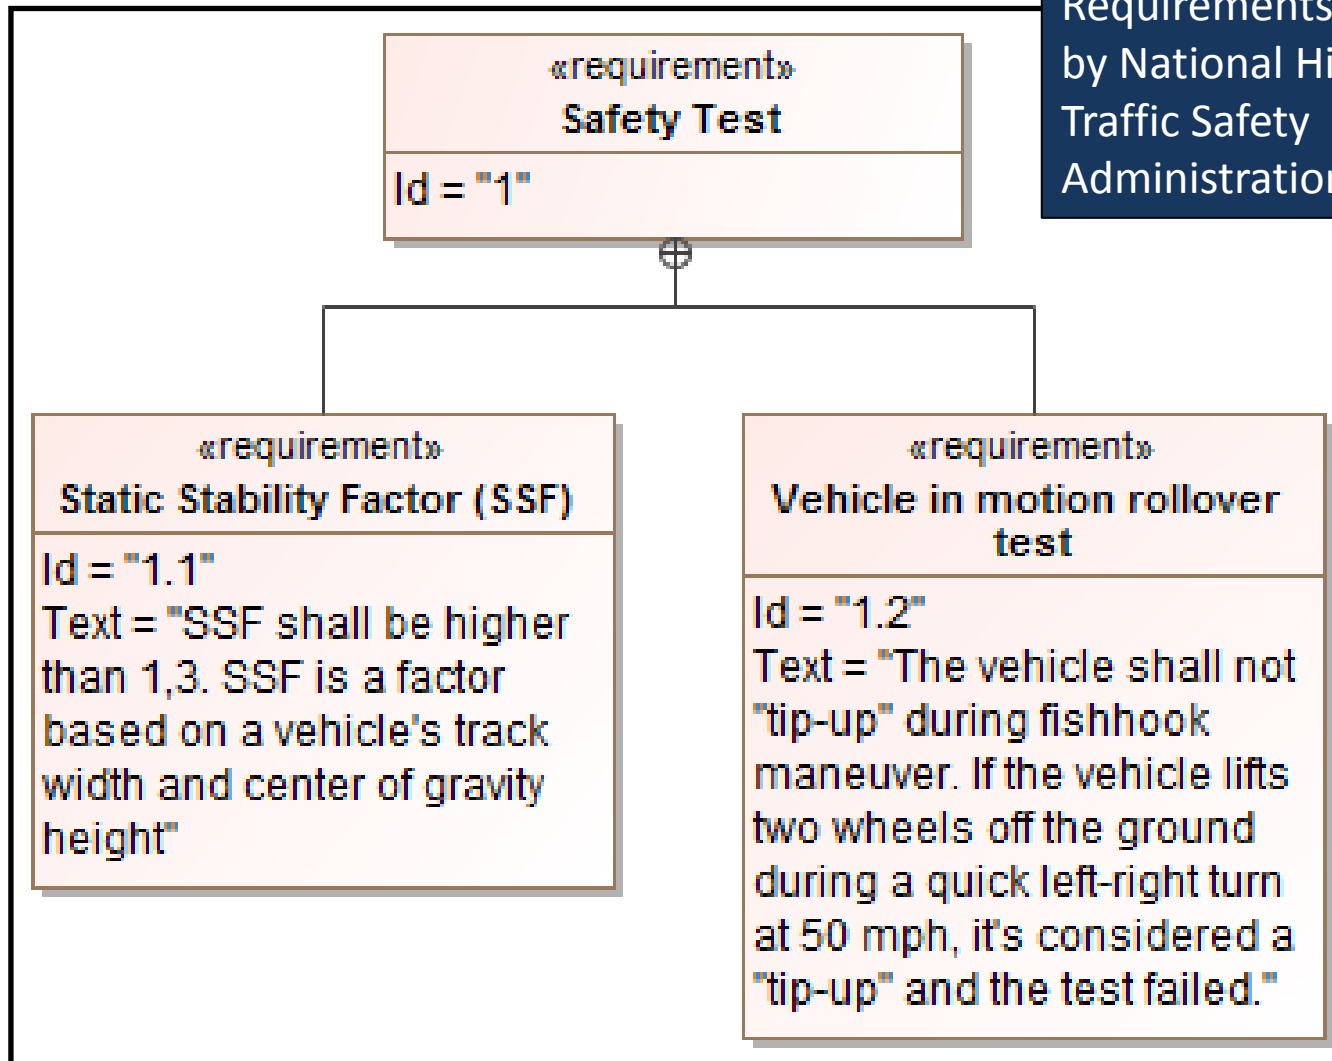 Requirements
by National Hi
Traffic Safety
Administration
«requirement»
Safety Test
Id = "1"
«requirement»
Static Stability Factor (SSF)
Id = "1.1"
Text = "SSF shall be higher
than 1,3. SSF is a factor
based on a vehicle's track
width and center of gravity
height"
«requirement»
Vehicle in motion rollover
test
Id = "1.2"
Text = "The vehicle shall not
"tip-up" during fishhook
maneuver. If the vehicle lifts
two wheels off the ground
during a quick left-right turn
at 50 mph, it's considered a
"tip-up" and the test failed."